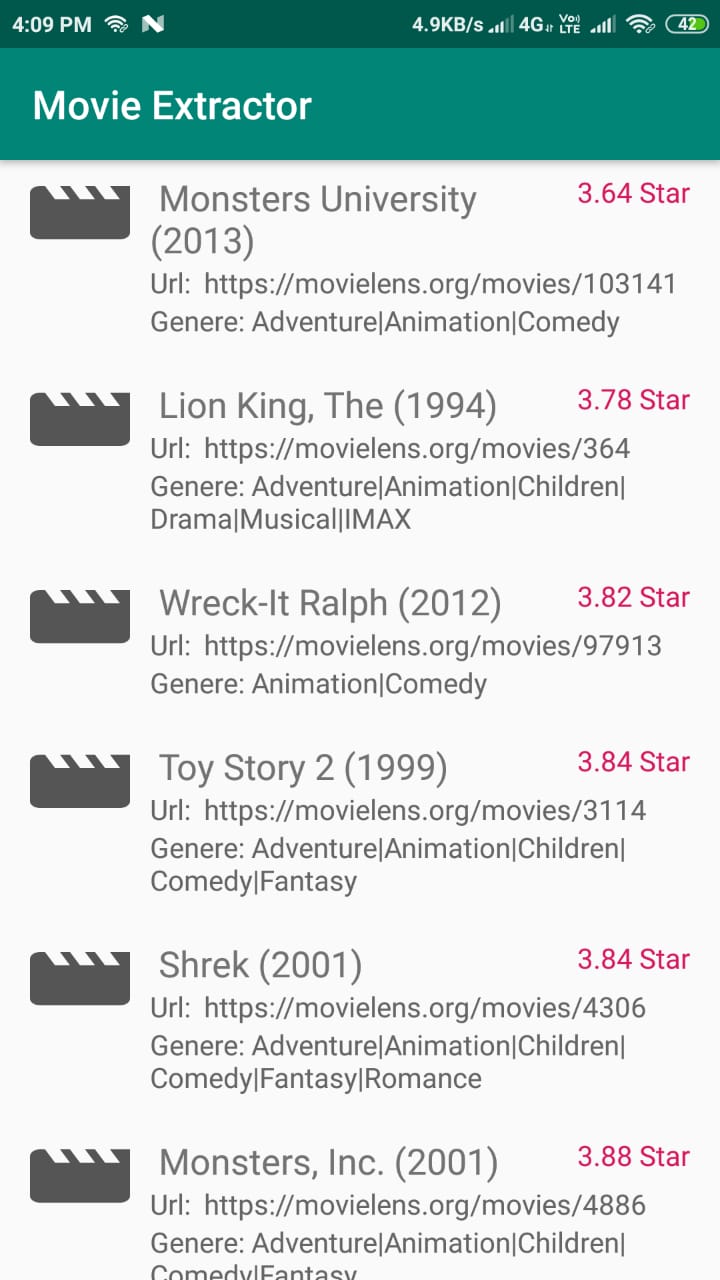 4:09 PM 4.9KB/s 4G Vo) LTE 42
Movie Extractor
Monsters University 3.64 Star
(2013)
Url: https://movielens.org/movies/103141
Genere: Adventure|Animation|Comedy
Lion King, The (1994) 3.78 Star
Url: https://movielens.org/movies/364
Genere: Adventure|Animation|Children|
Drama|Musical|IMAX
Wreck-It Ralph (2012) 3.82 Star
Url: https://movielens.org/movies/97913
Genere: Animation|Comedy
Toy Story 2 (1999) 3.84 Star
Url: https://movielens.org/movies/3114
Genere: Adventure|Animation|Children|
Comedy|Fantasy
Shrek (2001) 3.84 Star
Url: https://movielens.org/movies/4306
Genere: Adventure|Animation|Children|
Comedy|Fantasy|Romance
Monsters, Inc. (2001) 3.88 Star
Url: https://movielens.org/movies/4886
Genere: Adventure|Animation|Children|
Comedy|Fantasy